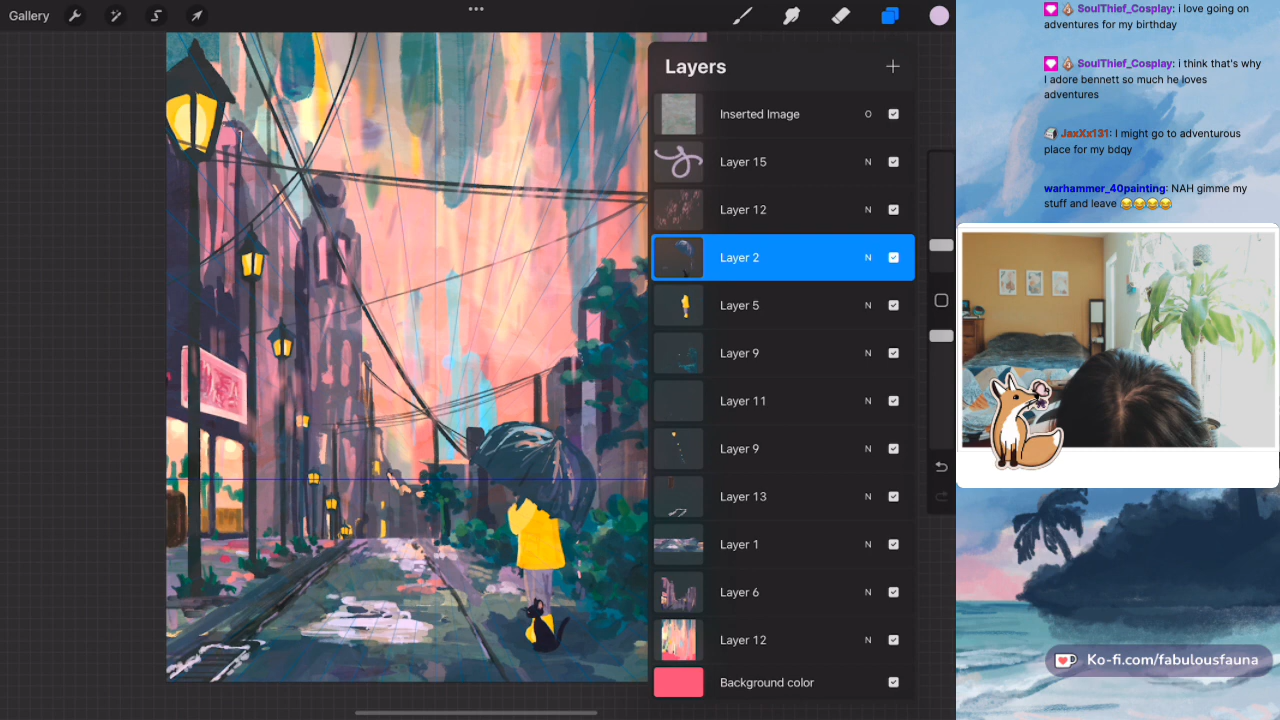 Gallery
Layers
Inserted Image O
Layer 15 N
Layer 12 N
Layer 2 N
Layer 5 N
Layer 9 N
Layer 11 N
Layer 9 N
Layer 13 N
Layer 1 N
Layer 6 N
Layer 12 N
Background color
SoulThief_Cosplay: i love going on
adventures for my birthday
SoulThief_Cosplay: i think that's why
I adore bennett so much he loves
adventures
JaxXx131: I might go to adventurous
place for my bdqy
warhammer_40painting: NAH gimme my
stuff and leave 😂😂😂😂
Ko-fi.com/fabulousfauna